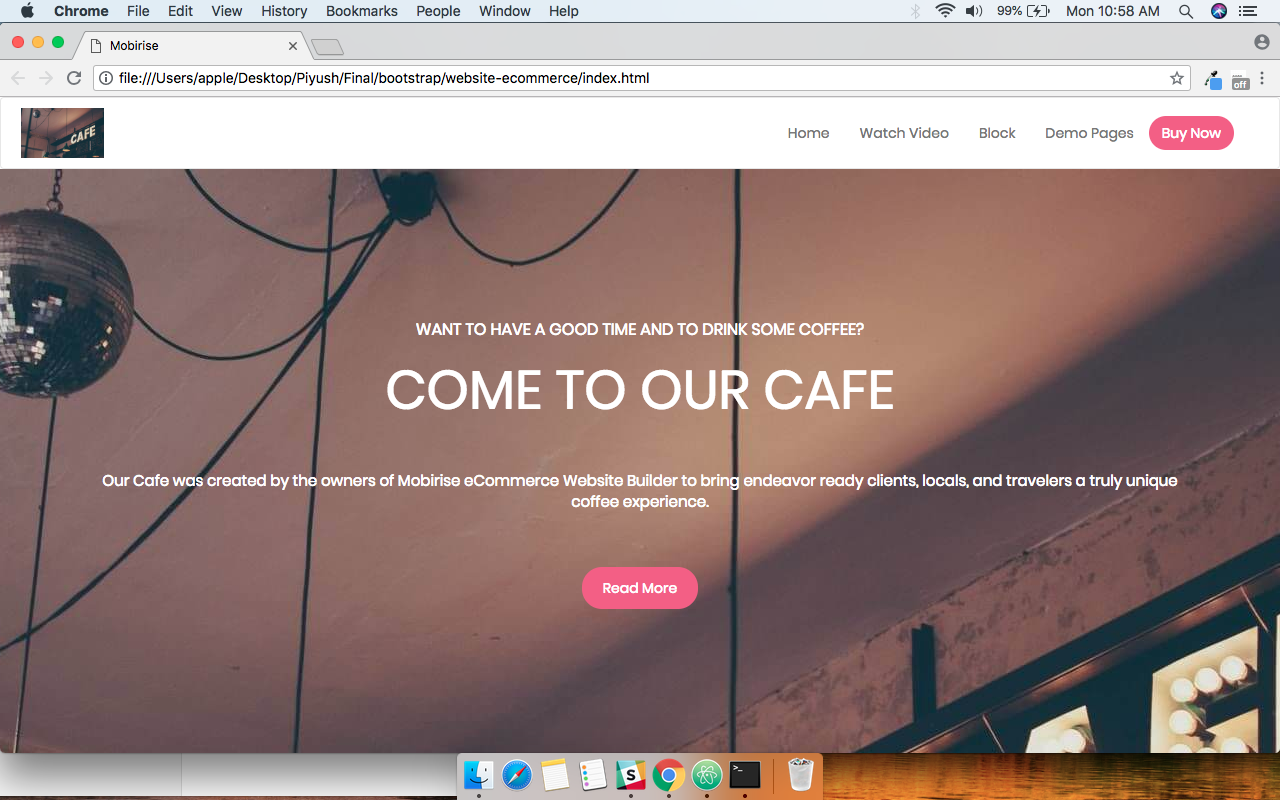 Chrome File Edit View History Bookmarks People Window Help 99% Mon 10:58 AM
Mobirise
file:///Users/apple/Desktop/Piyush/Final/bootstrap/website-ecommerce/index.html
off
CAFE
Home Watch Video Block Demo Pages Buy Now
WANT TO HAVE A GOOD TIME AND TO DRINK SOME COFFEE?
COME TO OUR CAFE
Our Cafe was created by the owners of Mobirise eCommerce Website Builder to bring endeavor ready clients, locals, and travelers a truly unique
coffee experience.
Read More
S
>_